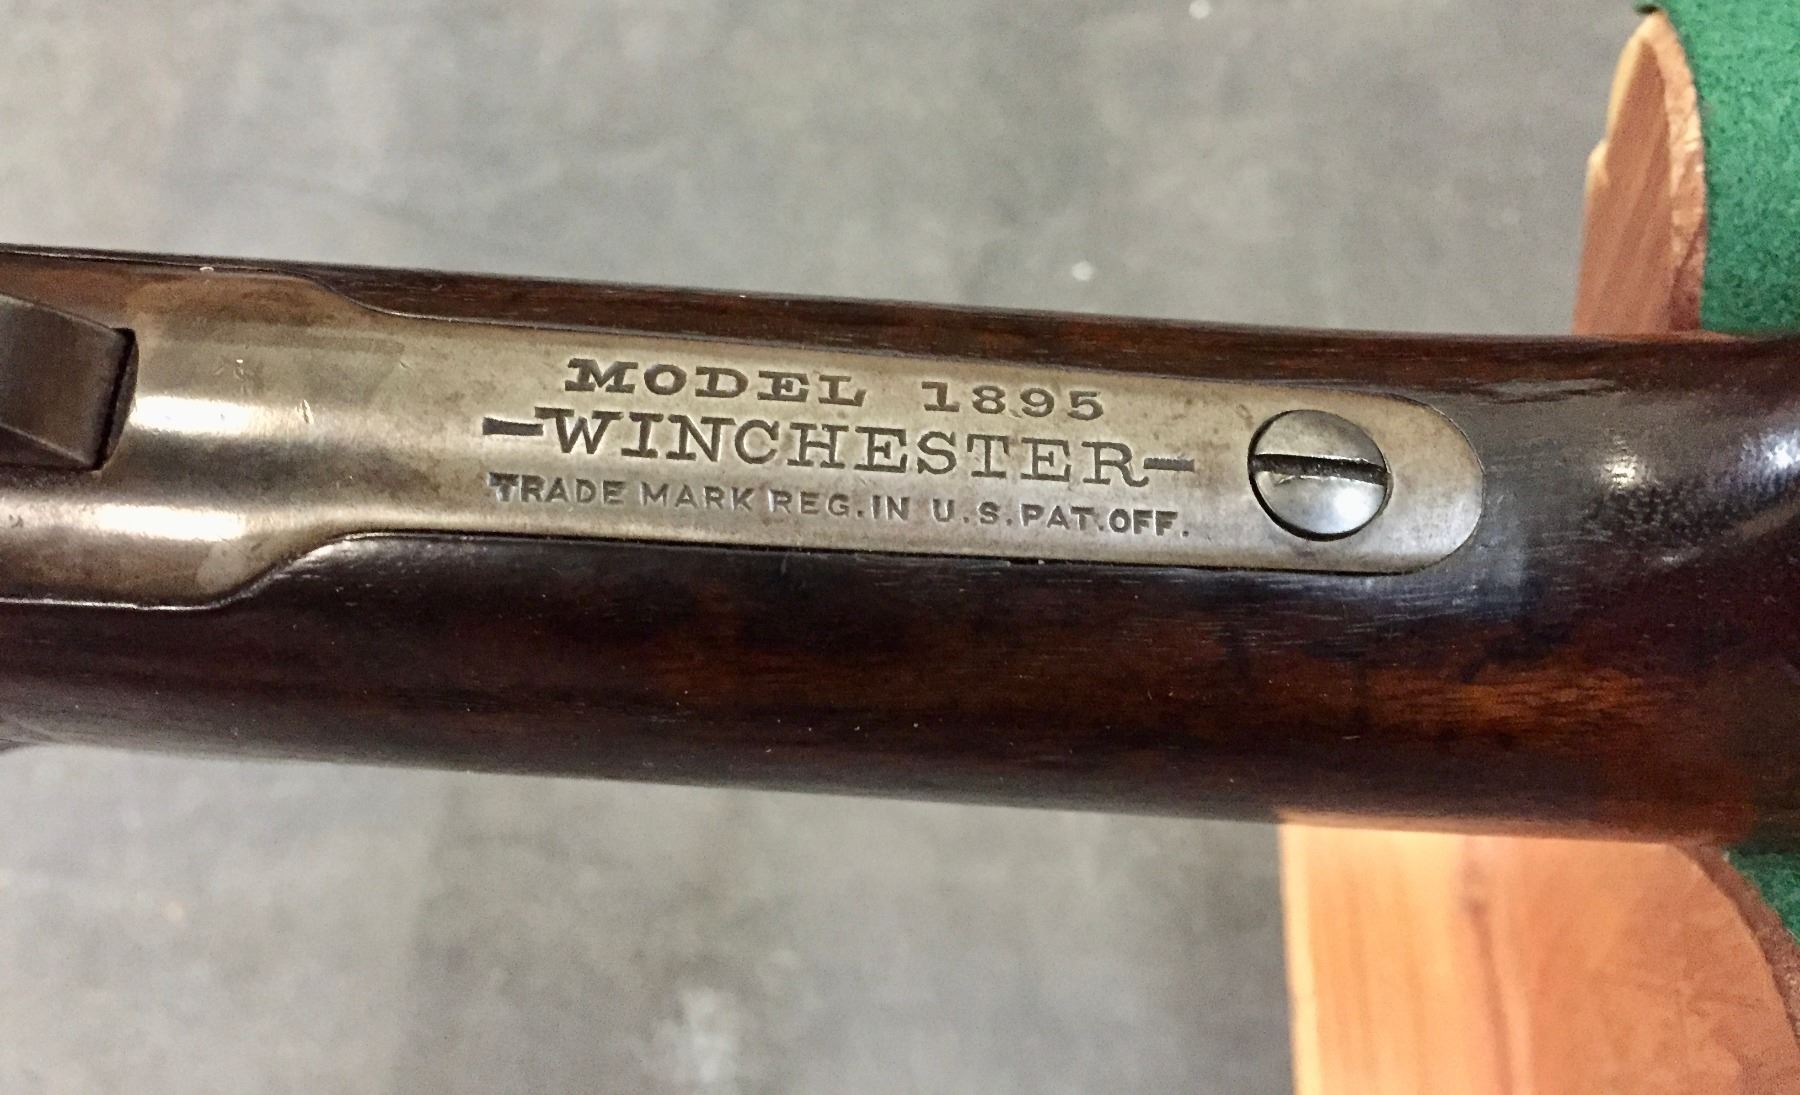 MODEL 1895
-WINCHESTER-
TRADE MARK REG. IN U.S. PAT. OFF.